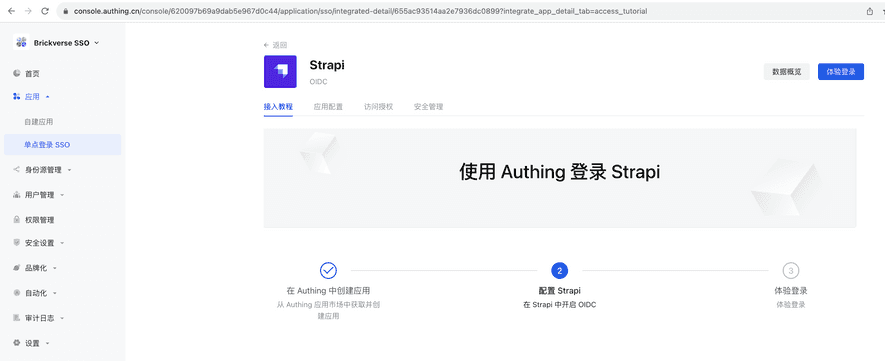 console.authing.cn/console/620097b69a9dab5e967d0c44/application/sso/integrated-detail/655ac93514aa2e7936dc0899?integrate_app_detail_tab=access_tutorial
Brickverse SSO
首页
应用
自建应用
单点登录 SSO
身份源管理
用户管理
权限管理
安全设置
品牌化
自动化
审计日志
设置
返回
Strapi
OIDC
数据概览
体验登录
接入教程
应用配置
访问授权
安全管理
使用 Authing 登录 Strapi
在 Authing 中创建应用
从 Authing 应用市场中获取并创
建应用
2
配置 Strapi
在 Strapi 中开启 OIDC
3
体验登录
体验登录